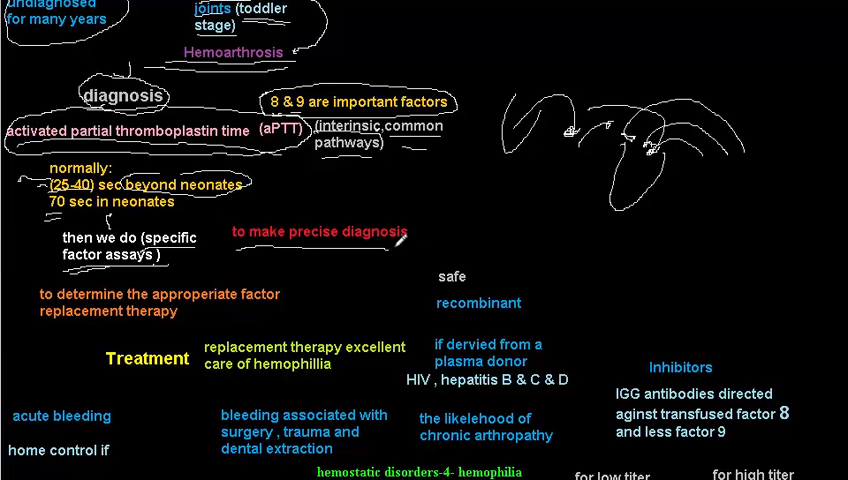 undiagnosed
for many years
joints (toddler
stage)
Hemoarthrosis
diagnosis
8 & 9 are important factors
activated partial thromboplastin time (aPTT)
(interinsic,common
pathways)
normally:
(25-40) sec beyond neonates
70 sec in neonates
then we do (specific
factor assays )
to make precise diagnosis
to determine the approperiate factor
replacement therapy
safe
recombinant
Treatment
replacement therapy excellent
care of hemophillia
if dervied from a
plasma donor
HIV , hepatitis B & C & D
Inhibitors
IGG antibodies directed
aginst transfused factor 8
and less factor 9
acute bleeding
home control if
bleeding associated with
surgery , trauma and
dental extraction
the likelehood of
chronic arthropathy
hemostatic disorders-4- hemophilia
for low titer
for high titer